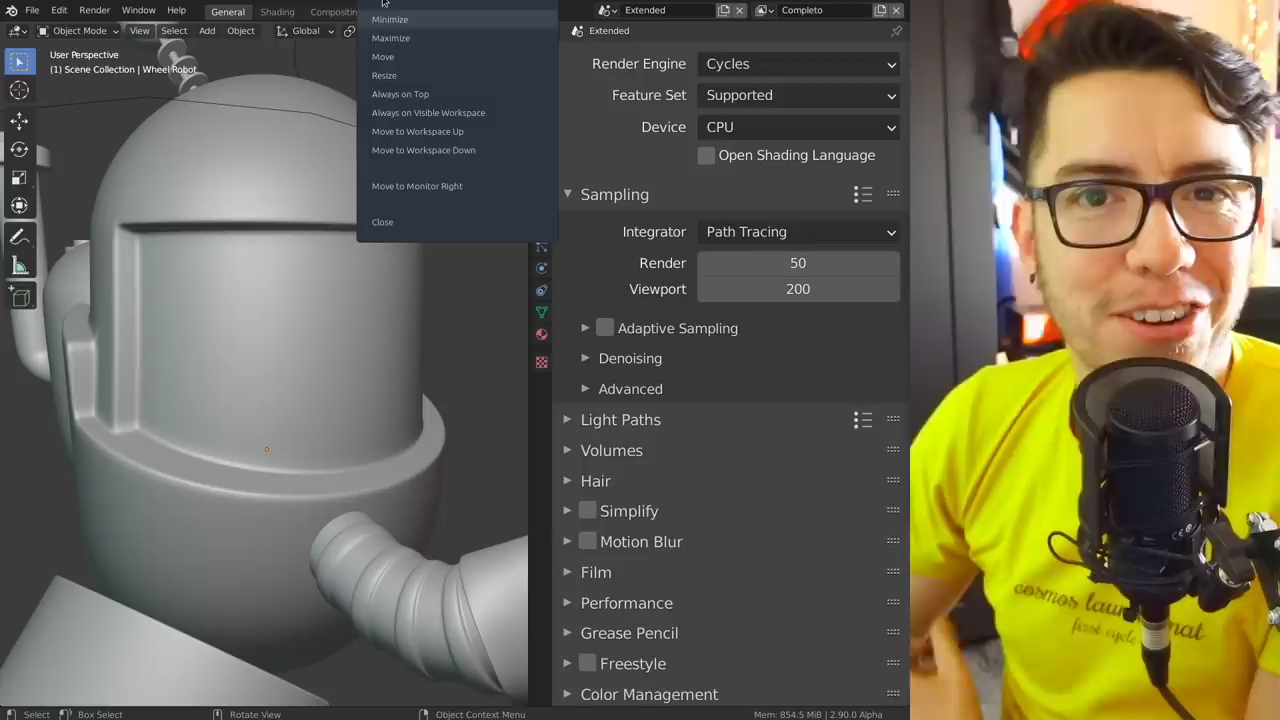 File Edit Render Window Help General Shading
Object Mode View Select Add Object Global
User Perspective
(1) Scene Collection | Wheel Robot
Minimize
Maximize
Move
Resize
Always on Top
Always on Visible Workspace
Move to Workspace Up
Move to Workspace Down
Move to Monitor Right
Close
Extended Completo
Extended
Render Engine Cycles
Feature Set Supported
Device CPU
Open Shading Language
Sampling
Integrator Path Tracing
Render 50
Viewport 200
Adaptive Sampling
Denoising
Advanced
Light Paths
Volumes
Hair
Simplify
Motion Blur
Film
Performance
Grease Pencil
Freestyle
Color Management
Select Box Select Rotate View Object Context Menu Mem: 854.5 MiB | 2.90.0 Alpha
cosmos
first cycle